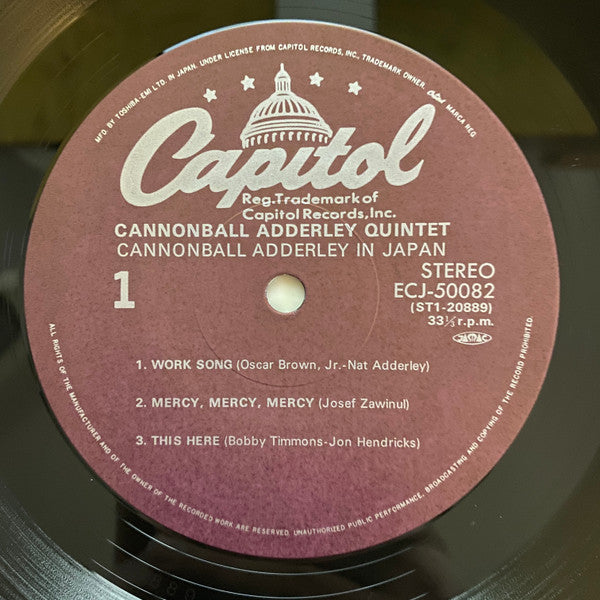 MFD. BY TOSHIBA-EMI LTD. IN JAPAN. UNDER LICENSE FROM CAPITOL RECORDS, INC., TRADEMARK OWNER. Capitol MARCA REG.
Capitol
Reg.Trademark of
Capitol Records,Inc.
CANNONBALL ADDERLEY QUINTET
CANNONBALL ADDERLEY IN JAPAN
1
STEREO
ECJ-50082
(ST1-20889)
33⅓ r.p.m.
JASRAC
1. WORK SONG (Oscar Brown, Jr.-Nat Adderley)
2. MERCY, MERCY, MERCY (Josef Zawinul)
3. THIS HERE (Bobby Timmons-Jon Hendricks)
ALL RIGHTS OF THE MANUFACTURER AND OF THE OWNER OF THE RECORDED WORK ARE RESERVED. UNAUTHORIZED PUBLIC PERFORMANCE, BROADCASTING AND COPYING OF THE RECORD PROHIBITED.